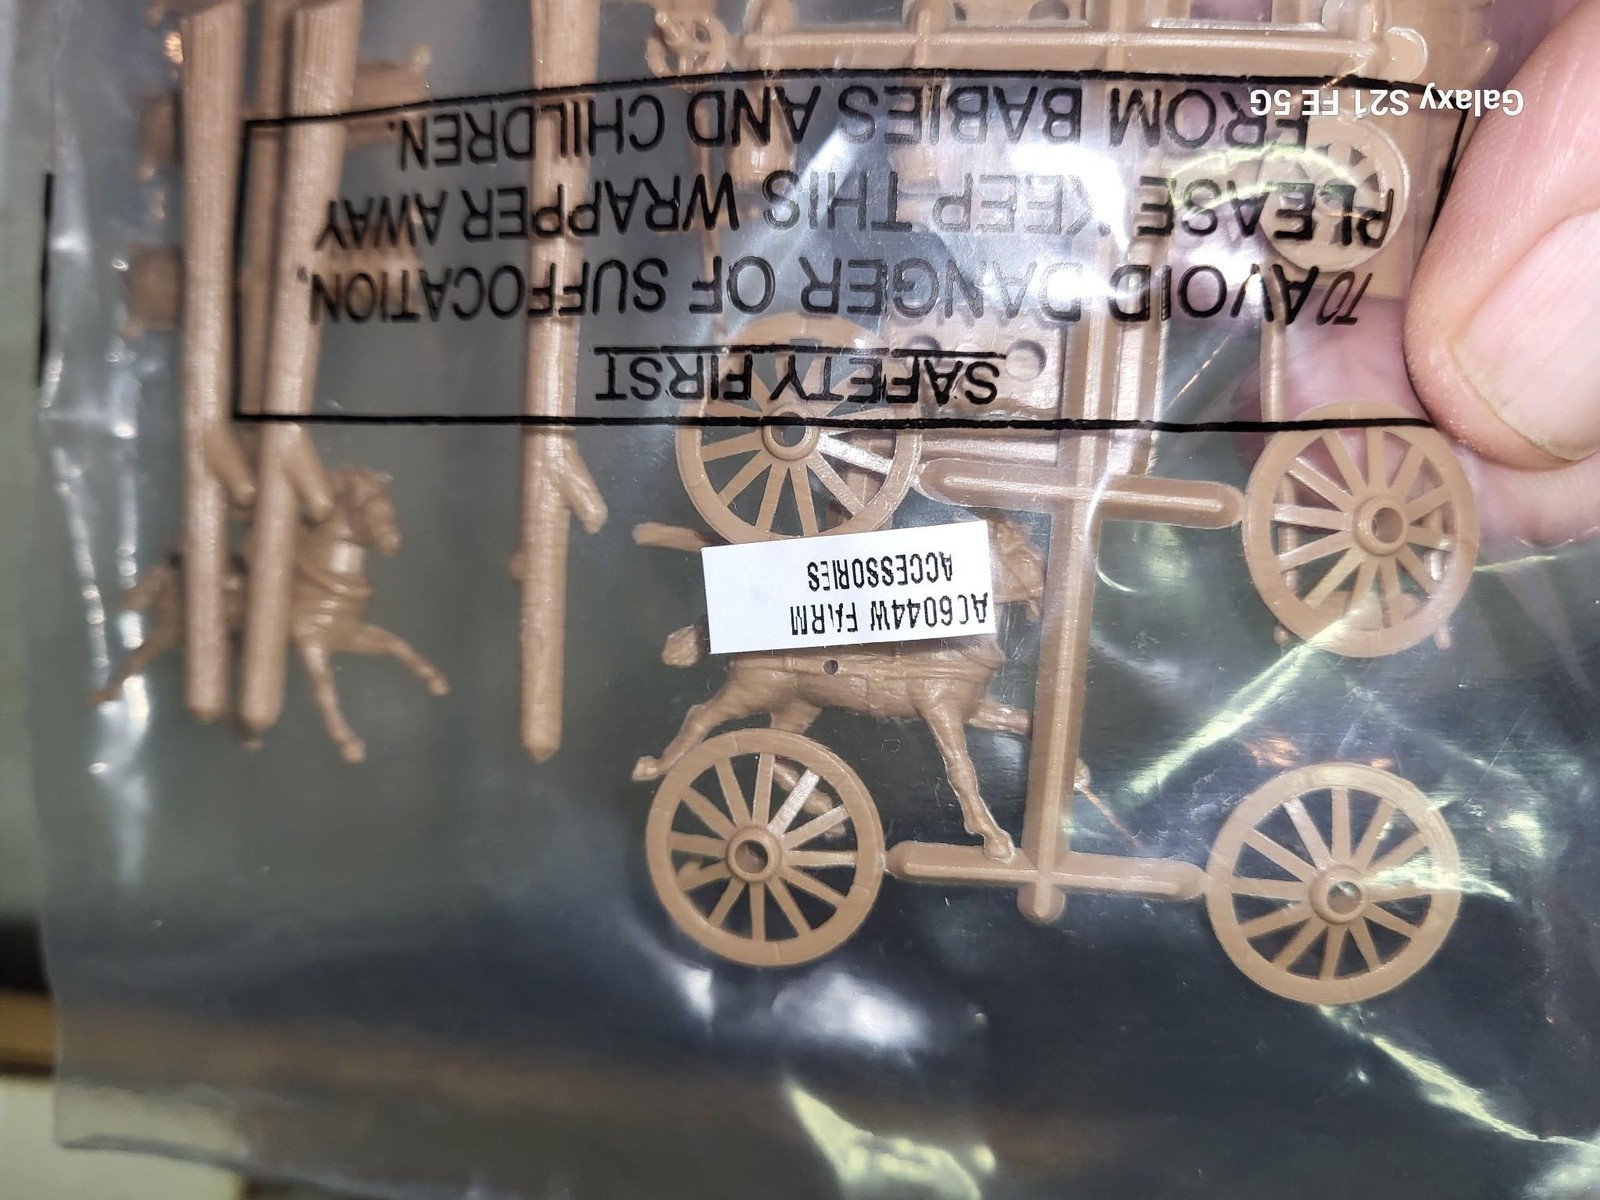 SAFETY FIRST
TO AVOID DANGER OF SUFFOCATION,
PLEASE KEEP THIS WRAPPER AWAY
FROM BABIES AND CHILDREN.
AC6044W FARM
ACCESSORIES
Galaxy S21 FE 5G